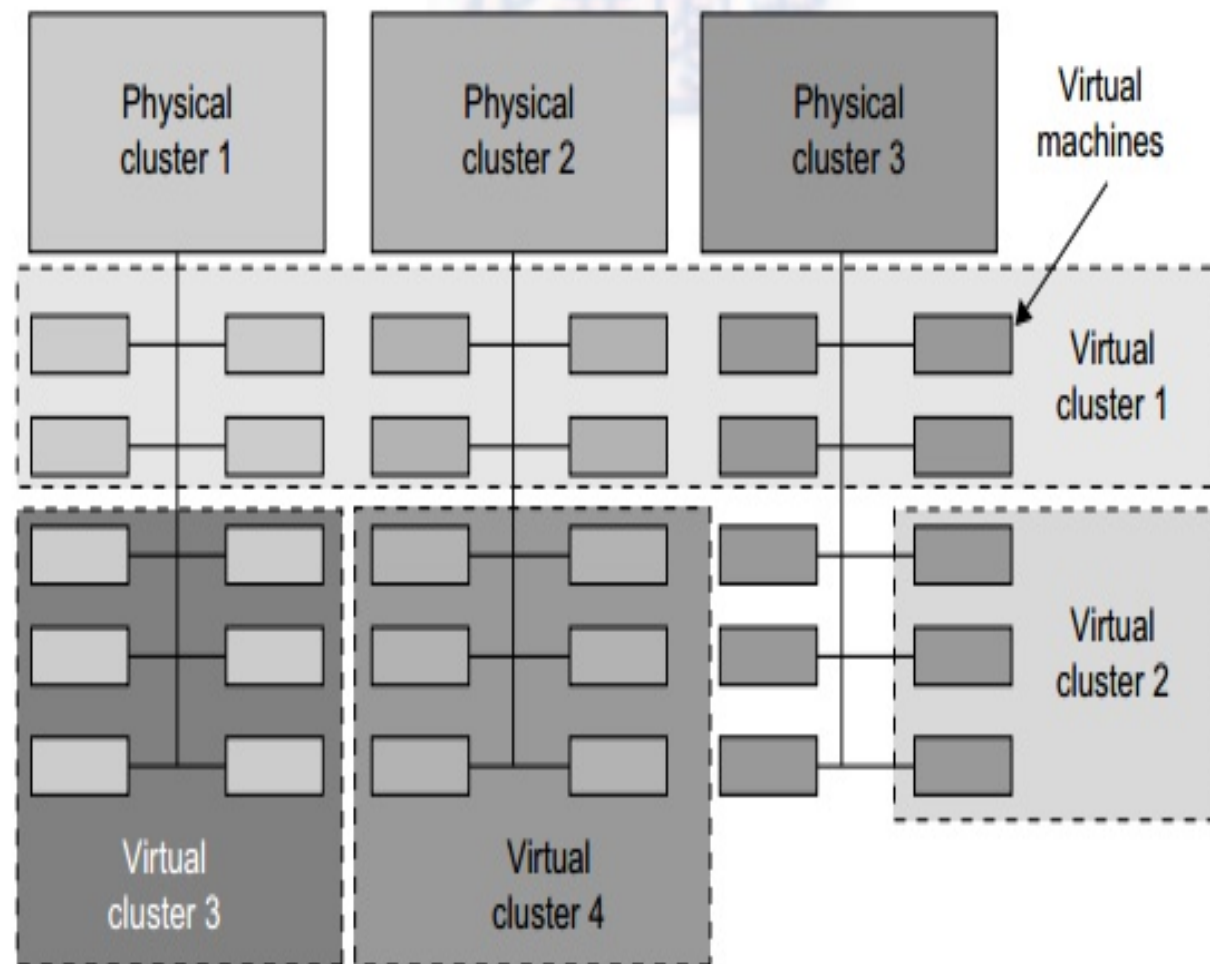 Physical
cluster 1
Physical
cluster 2
Physical
cluster 3
Virtual
machines
Virtual
cluster 1
Virtual
cluster 2
Virtual
cluster 3
Virtual
cluster 4